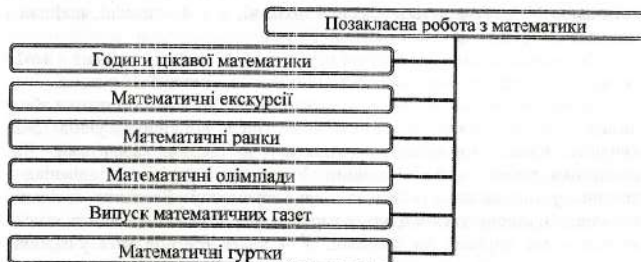 Позакласна робота з математики
Години цікавої математики
Математичні екскурсії
Математичні ранки
Математичні олімпіади
Випуск математичних газет
Математичні гуртки